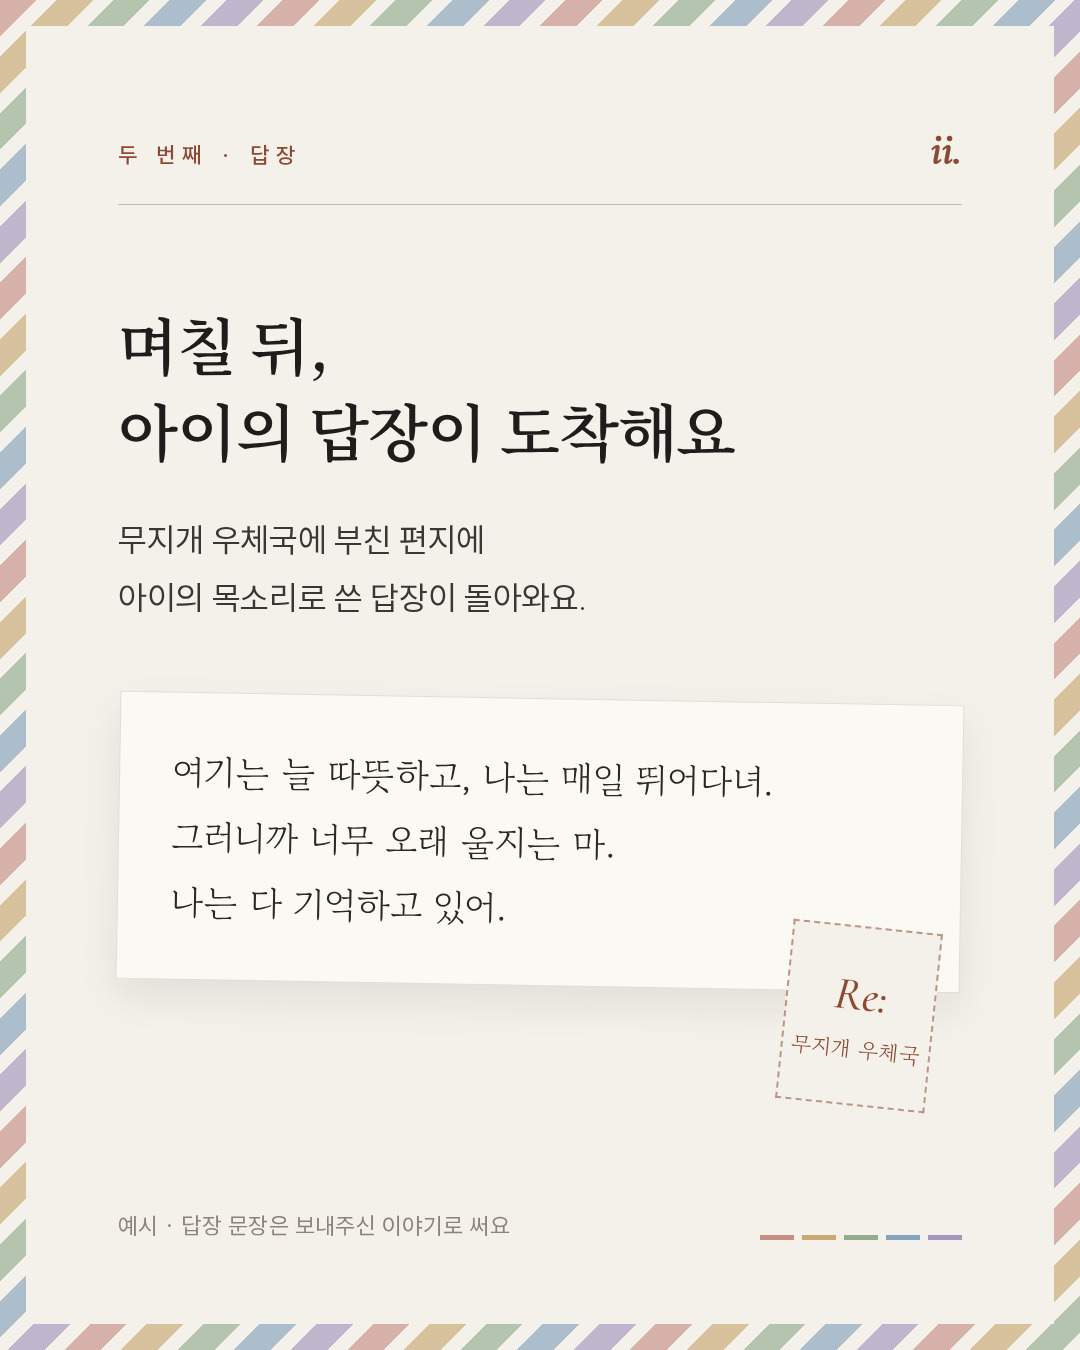 두 번째 · 답장
ii.
며칠 뒤,
아이의 답장이 도착해요
무지개 우체국에 부친 편지에
아이의 목소리로 쓴 답장이 돌아와요.
여기는 늘 따뜻하고, 나는 매일 뛰어다녀.
그러니까 너무 오래 울지는 마.
나는 다 기억하고 있어.
Re:
무지개 우체국
예시 · 답장 문장은 보내주신 이야기로 써요